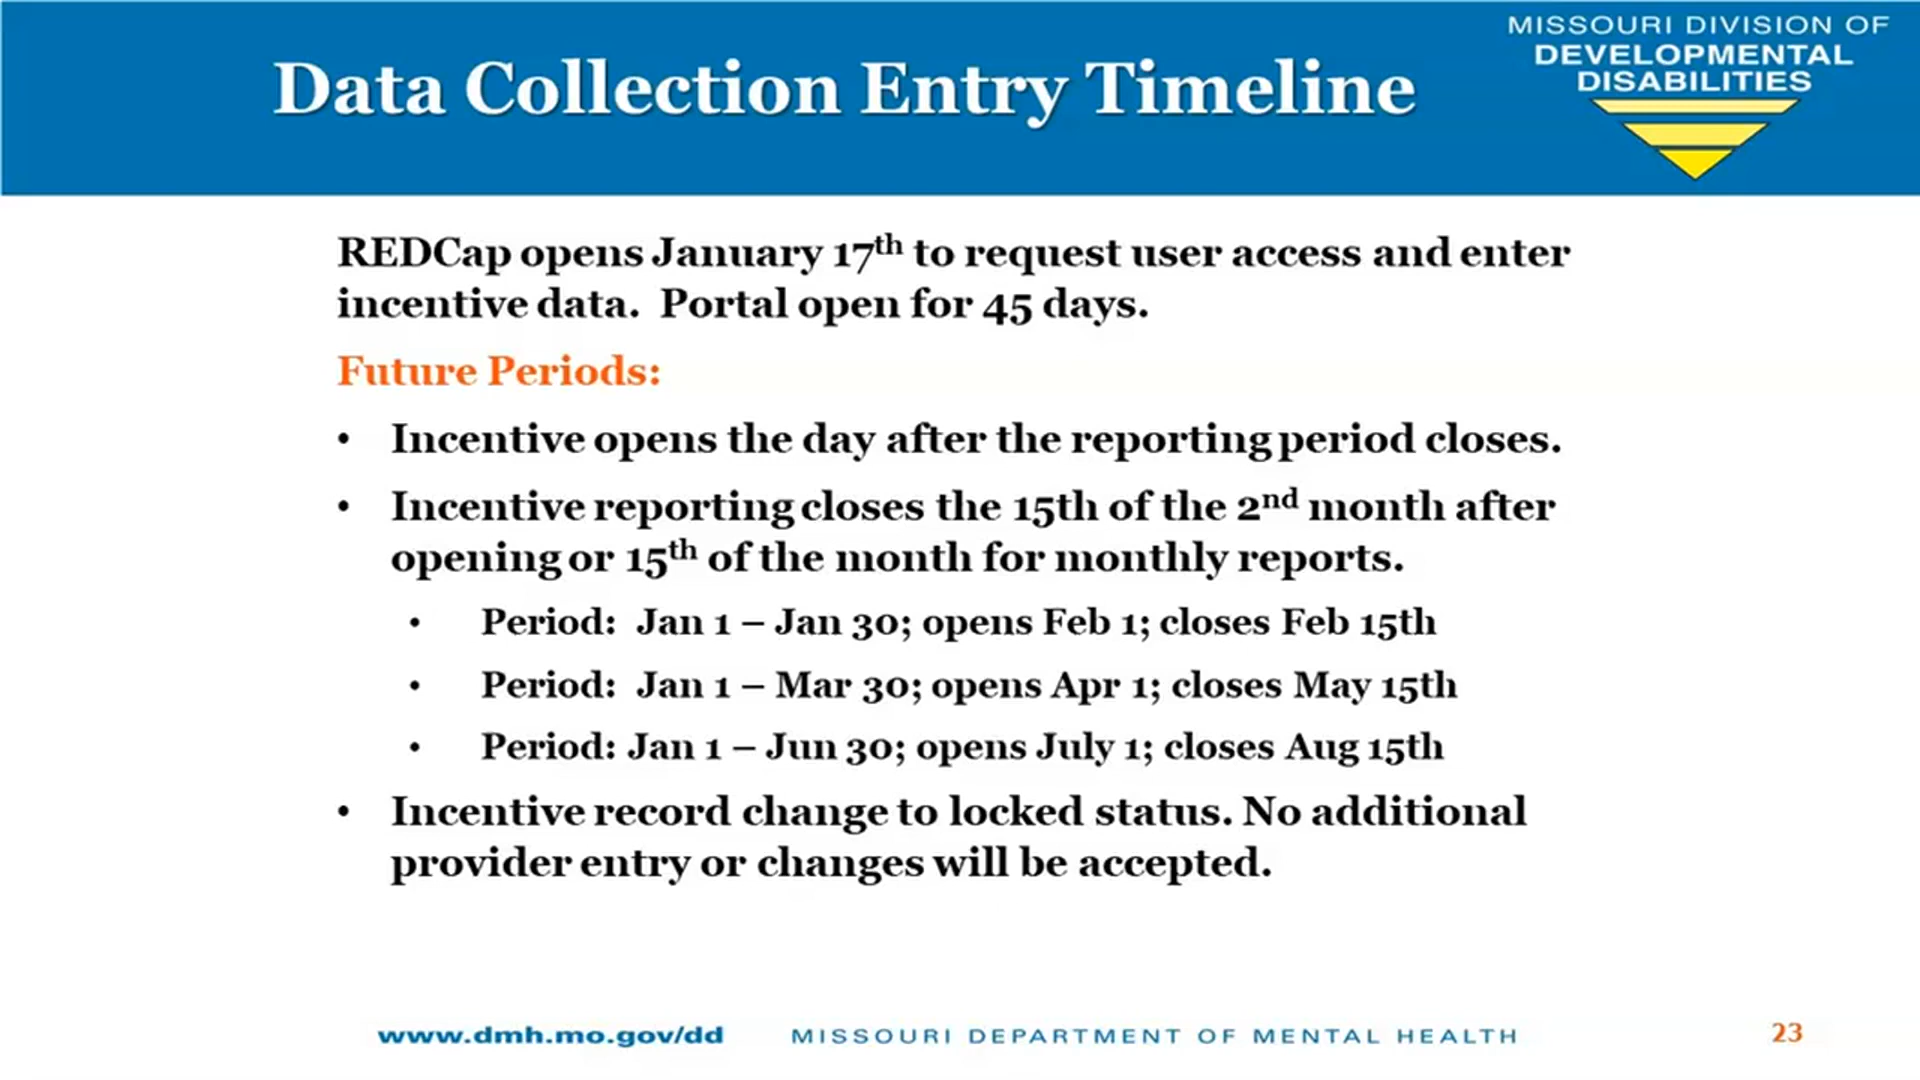 MISSOURI DIVISION OF
DEVELOPMENTAL
DISABILITIES
Data Collection Entry Timeline
REDCap opens January 17th to request user access and enter
incentive data.  Portal open for 45 days.
Future Periods:
• Incentive opens the day after the reporting period closes.
• Incentive reporting closes the 15th of the 2nd month after
opening or 15th of the month for monthly reports.
• Period:  Jan 1 – Jan 30; opens Feb 1; closes Feb 15th
• Period:  Jan 1 – Mar 30; opens Apr 1; closes May 15th
• Period: Jan 1 – Jun 30; opens July 1; closes Aug 15th
• Incentive record change to locked status. No additional
provider entry or changes will be accepted.
www.dmh.mo.gov/dd MISSOURI DEPARTMENT OF MENTAL HEALTH 23